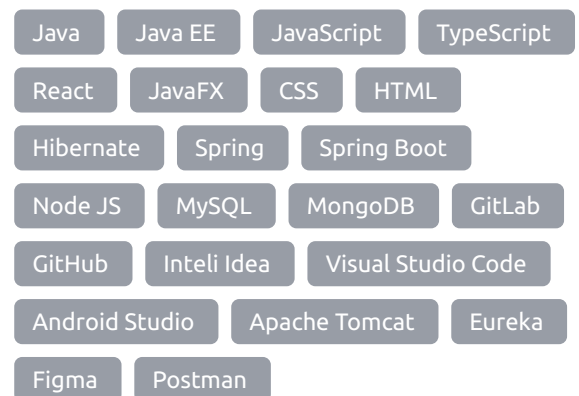 Java Java EE JavaScript TypeScript
React JavaFX CSS HTML
Hibernate Spring Spring Boot
Node JS MySQL MongoDB GitLab
GitHub Inteli Idea Visual Studio Code
Android Studio Apache Tomcat Eureka
Figma Postman